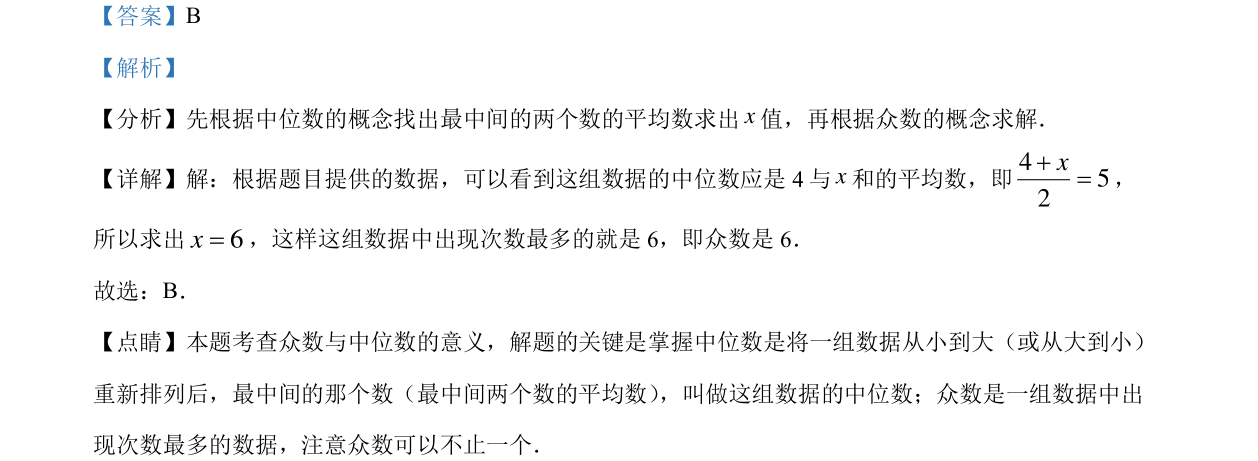 【答案】B
【解析】
【分析】先根据中位数的概念找出最中间的两个数的平均数求出 x 值，再根据众数的概念求解．
【详解】解：根据题目提供的数据，可以看到这组数据的中位数应是 4 与 x 和的平均数，即 \frac{4+x}{2}=5，
所以求出 x=6，这样这组数据中出现次数最多的就是 6，即众数是 6．
故选：B．
【点睛】本题考查众数与中位数的意义，解题的关键是掌握中位数是将一组数据从小到大（或从大到小）
重新排列后，最中间的那个数（最中间两个数的平均数），叫做这组数据的中位数；众数是一组数据中出
现次数最多的数据，注意众数可以不止一个．